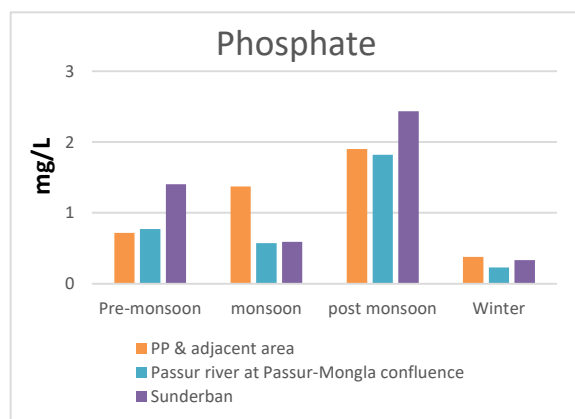 Phosphate
3
2
1
0
mg/L
Pre-monsoon
monsoon
post monsoon
Winter
PP & adjacent area
Passur river at Passur-Mongla confluence
Sunderban